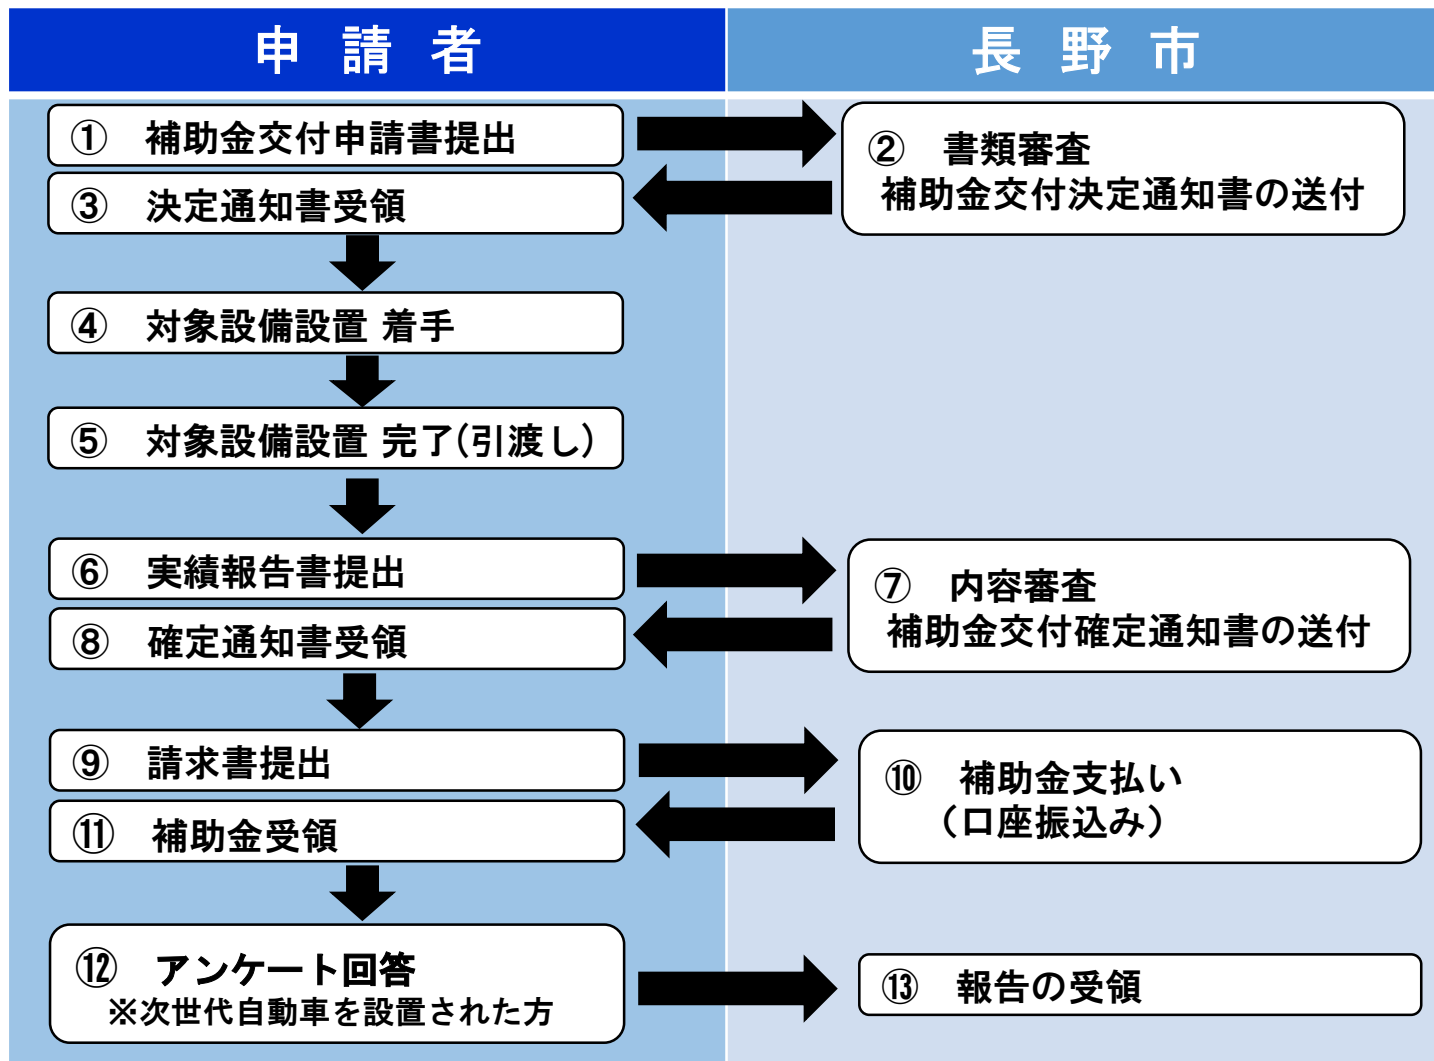 申請者
長野市
① 補助金交付申請書提出
② 書類審査
補助金交付決定通知書の送付
③ 決定通知書受領
④ 対象設備設置 着手
⑤ 対象設備設置 完了(引渡し)
⑥ 実績報告書提出
⑦ 内容審査
補助金交付確定通知書の送付
⑧ 確定通知書受領
⑨ 請求書提出
⑩ 補助金支払い
（口座振込み）
⑪ 補助金受領
⑫ アンケート回答
※次世代自動車を設置された方
⑬ 報告の受領